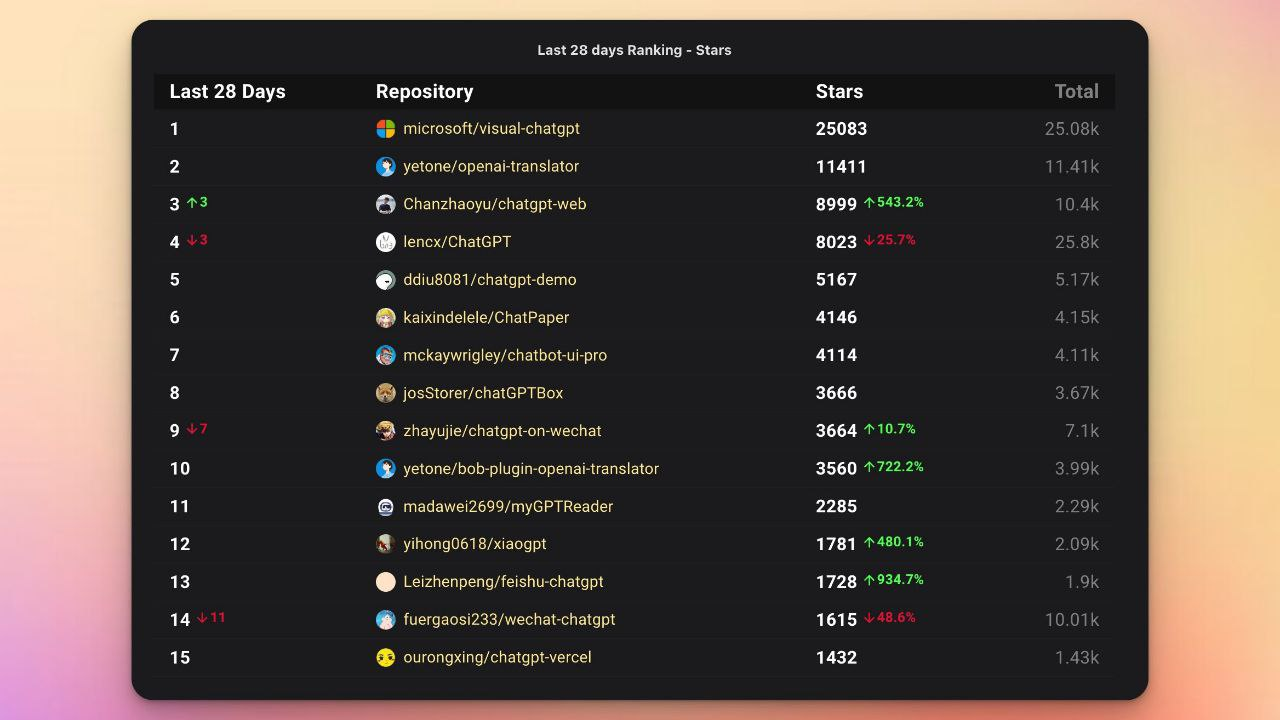 Last 28 days Ranking - Stars
Last 28 Days Repository Stars Total
1 microsoft/visual-chatgpt 25083 25.08k
2 yetone/openai-translator 11411 11.41k
3 ↑3 Chanzhaoyu/chatgpt-web 8999 ↑543.2% 10.4k
4 ↓3 lencx/ChatGPT 8023 ↓25.7% 25.8k
5 ddiu8081/chatgpt-demo 5167 5.17k
6 kaixindelele/ChatPaper 4146 4.15k
7 mckaywrigley/chatbot-ui-pro 4114 4.11k
8 josStorer/chatGPTBox 3666 3.67k
9 ↓7 zhayujie/chatgpt-on-wechat 3664 ↑10.7% 7.1k
10 yetone/bob-plugin-openai-translator 3560 ↑722.2% 3.99k
11 madawei2699/myGPTReader 2285 2.29k
12 yihong0618/xiaogpt 1781 ↑480.1% 2.09k
13 Leizhenpeng/feishu-chatgpt 1728 ↑934.7% 1.9k
14 ↓11 fuergaosi233/wechat-chatgpt 1615 ↓48.6% 10.01k
15 ourongxing/chatgpt-vercel 1432 1.43k